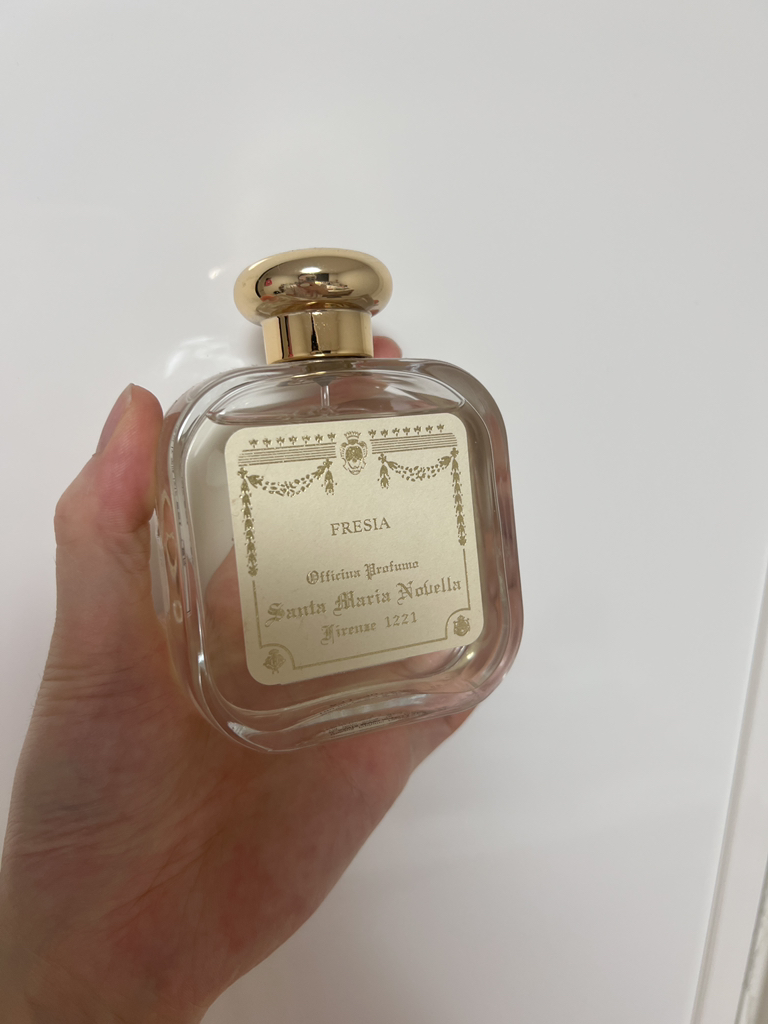 FRESIA
Officina Profumo
Santa Maria Novella
Firenze 1221